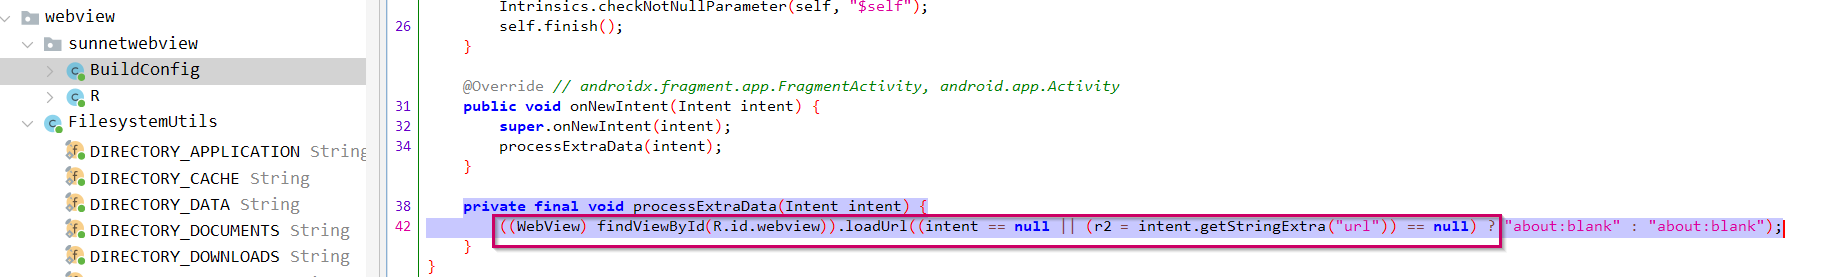 webview
sunnetwebview
BuildConfig
R
FilesystemUtils
DIRECTORY_APPLICATION String
DIRECTORY_CACHE String
DIRECTORY_DATA String
DIRECTORY_DOCUMENTS String
DIRECTORY_DOWNLOADS String
Intrinsics.checkNotNullParameter(self, "$self");
26 self.finish();
}
@Override // androidx.fragment.app.FragmentActivity, android.app.Activity
31 public void onNewIntent(Intent intent) {
32 super.onNewIntent(intent);
34 processExtraData(intent);
}
38 private final void processExtraData(Intent intent) {
42 ((WebView) findViewById(R.id.webview)).loadUrl((intent == null || (r2 = intent.getStringExtra("url")) == null) ? "about:blank" : "about:blank");
}
}